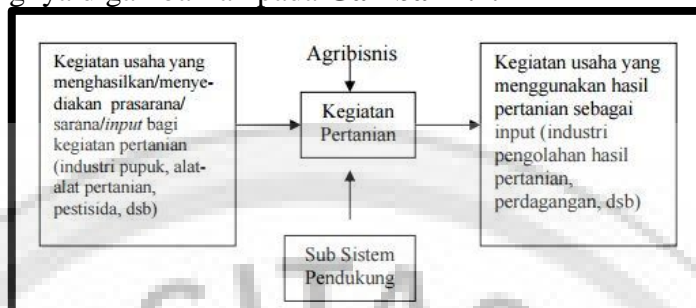 Kegiatan usaha yang
menghasilkan/menye-
diakan prasarana/
sarana/input bagi
kegiatan pertanian
(industri pupuk, alat-
alat pertanian,
pestisida, dsb)
Agribisnis
Kegiatan
Pertanian
Sub Sistem
Pendukung
Kegiatan usaha yang
menggunakan hasil
pertanian sebagai
input (industri
pengolahan hasil
pertanian,
perdagangan, dsb)